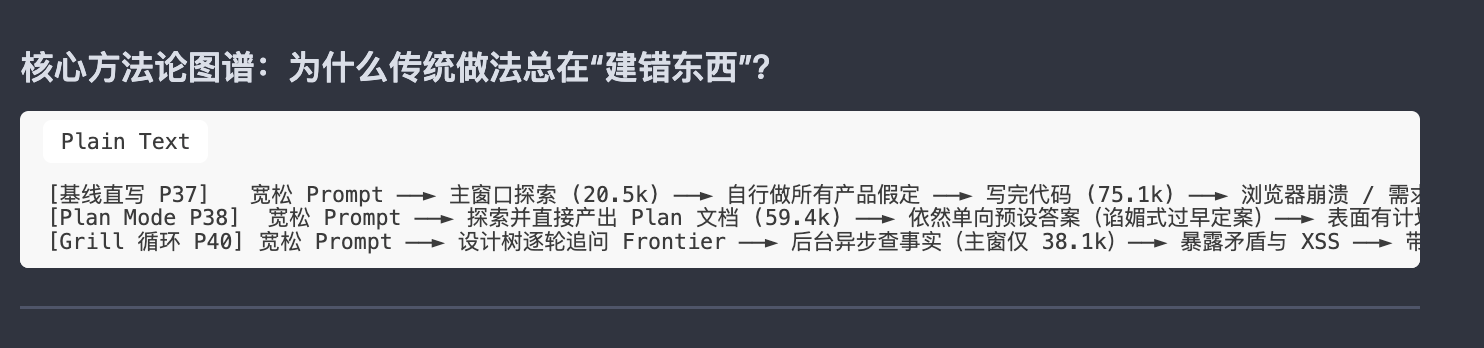 核心方法论图谱：为什么传统做法总在“建错东西”？
Plain Text
[基线直写 P37] 宽松 Prompt ──► 主窗口探索 (20.5k) ──► 自行做所有产品假定 ──► 写完代码 (75.1k) ──► 浏览器崩溃 / 需
[Plan Mode P38] 宽松 Prompt ──► 探索并直接产出 Plan 文档 (59.4k) ──► 依然单向预设答案（谄媚式过早定案）──► 表面有计
[Grill 循环 P40] 宽松 Prompt ──► 设计树逐轮追问 Frontier ──► 后台异步查事实（主窗仅 38.1k）──► 暴露矛盾与 XSS ──►